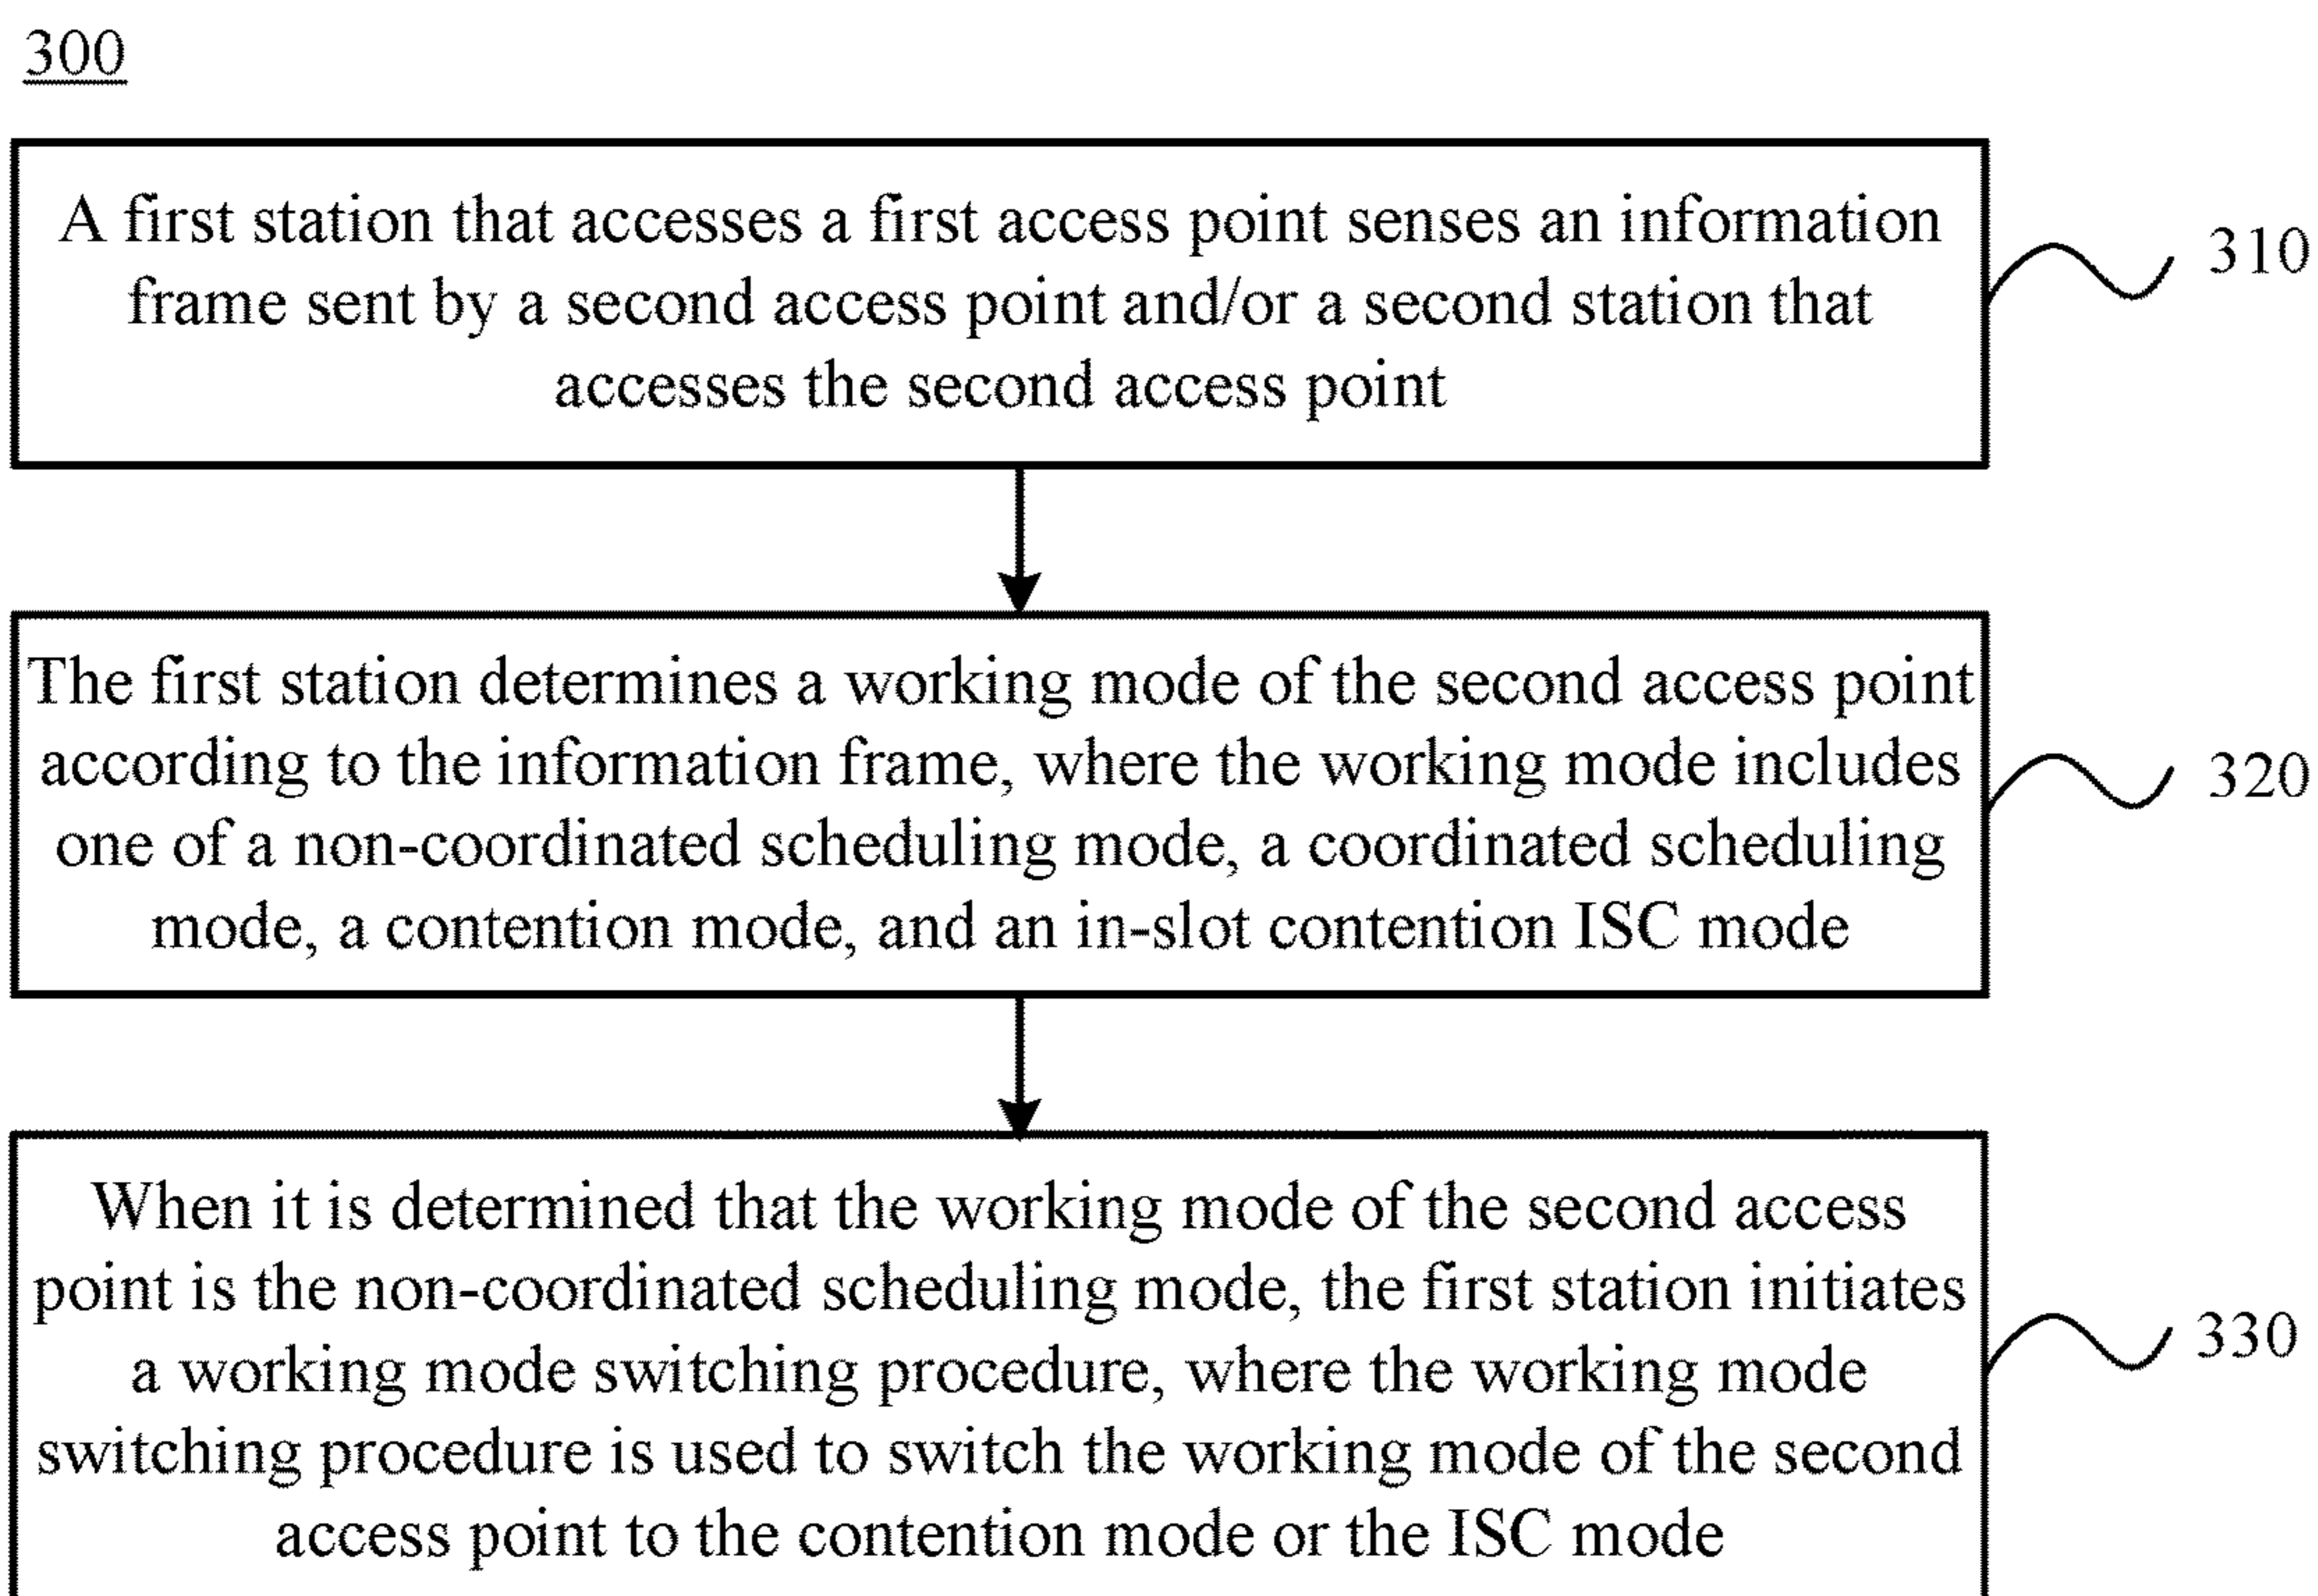 300
A first station that accesses a first access point senses an information
frame sent by a second access point and/or a second station that
accesses the second access point
310
The first station determines a working mode of the second access point
according to the information frame, where the working mode includes
one of a non-coordinated scheduling mode, a coordinated scheduling
mode, a contention mode, and an in-slot contention ISC mode
320
When it is determined that the working mode of the second access
point is the non-coordinated scheduling mode, the first station initiates
a working mode switching procedure, where the working mode
switching procedure is used to switch the working mode of the second
access point to the contention mode or the ISC mode
330